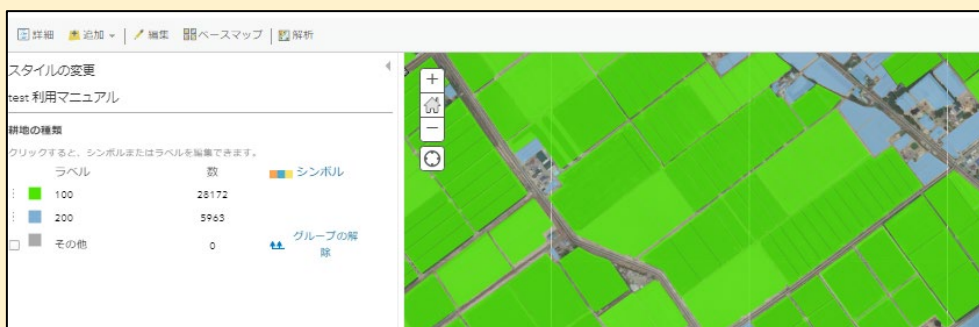 詳細 追加 編集 ベースマップ 解析
スタイルの変更
test 利用マニュアル
耕地の種類
クリックすると、シンボルまたはラベルを編集できます。
ラベル 数 シンボル
100 28172
200 5963
その他 0 グループの解
除
+
−